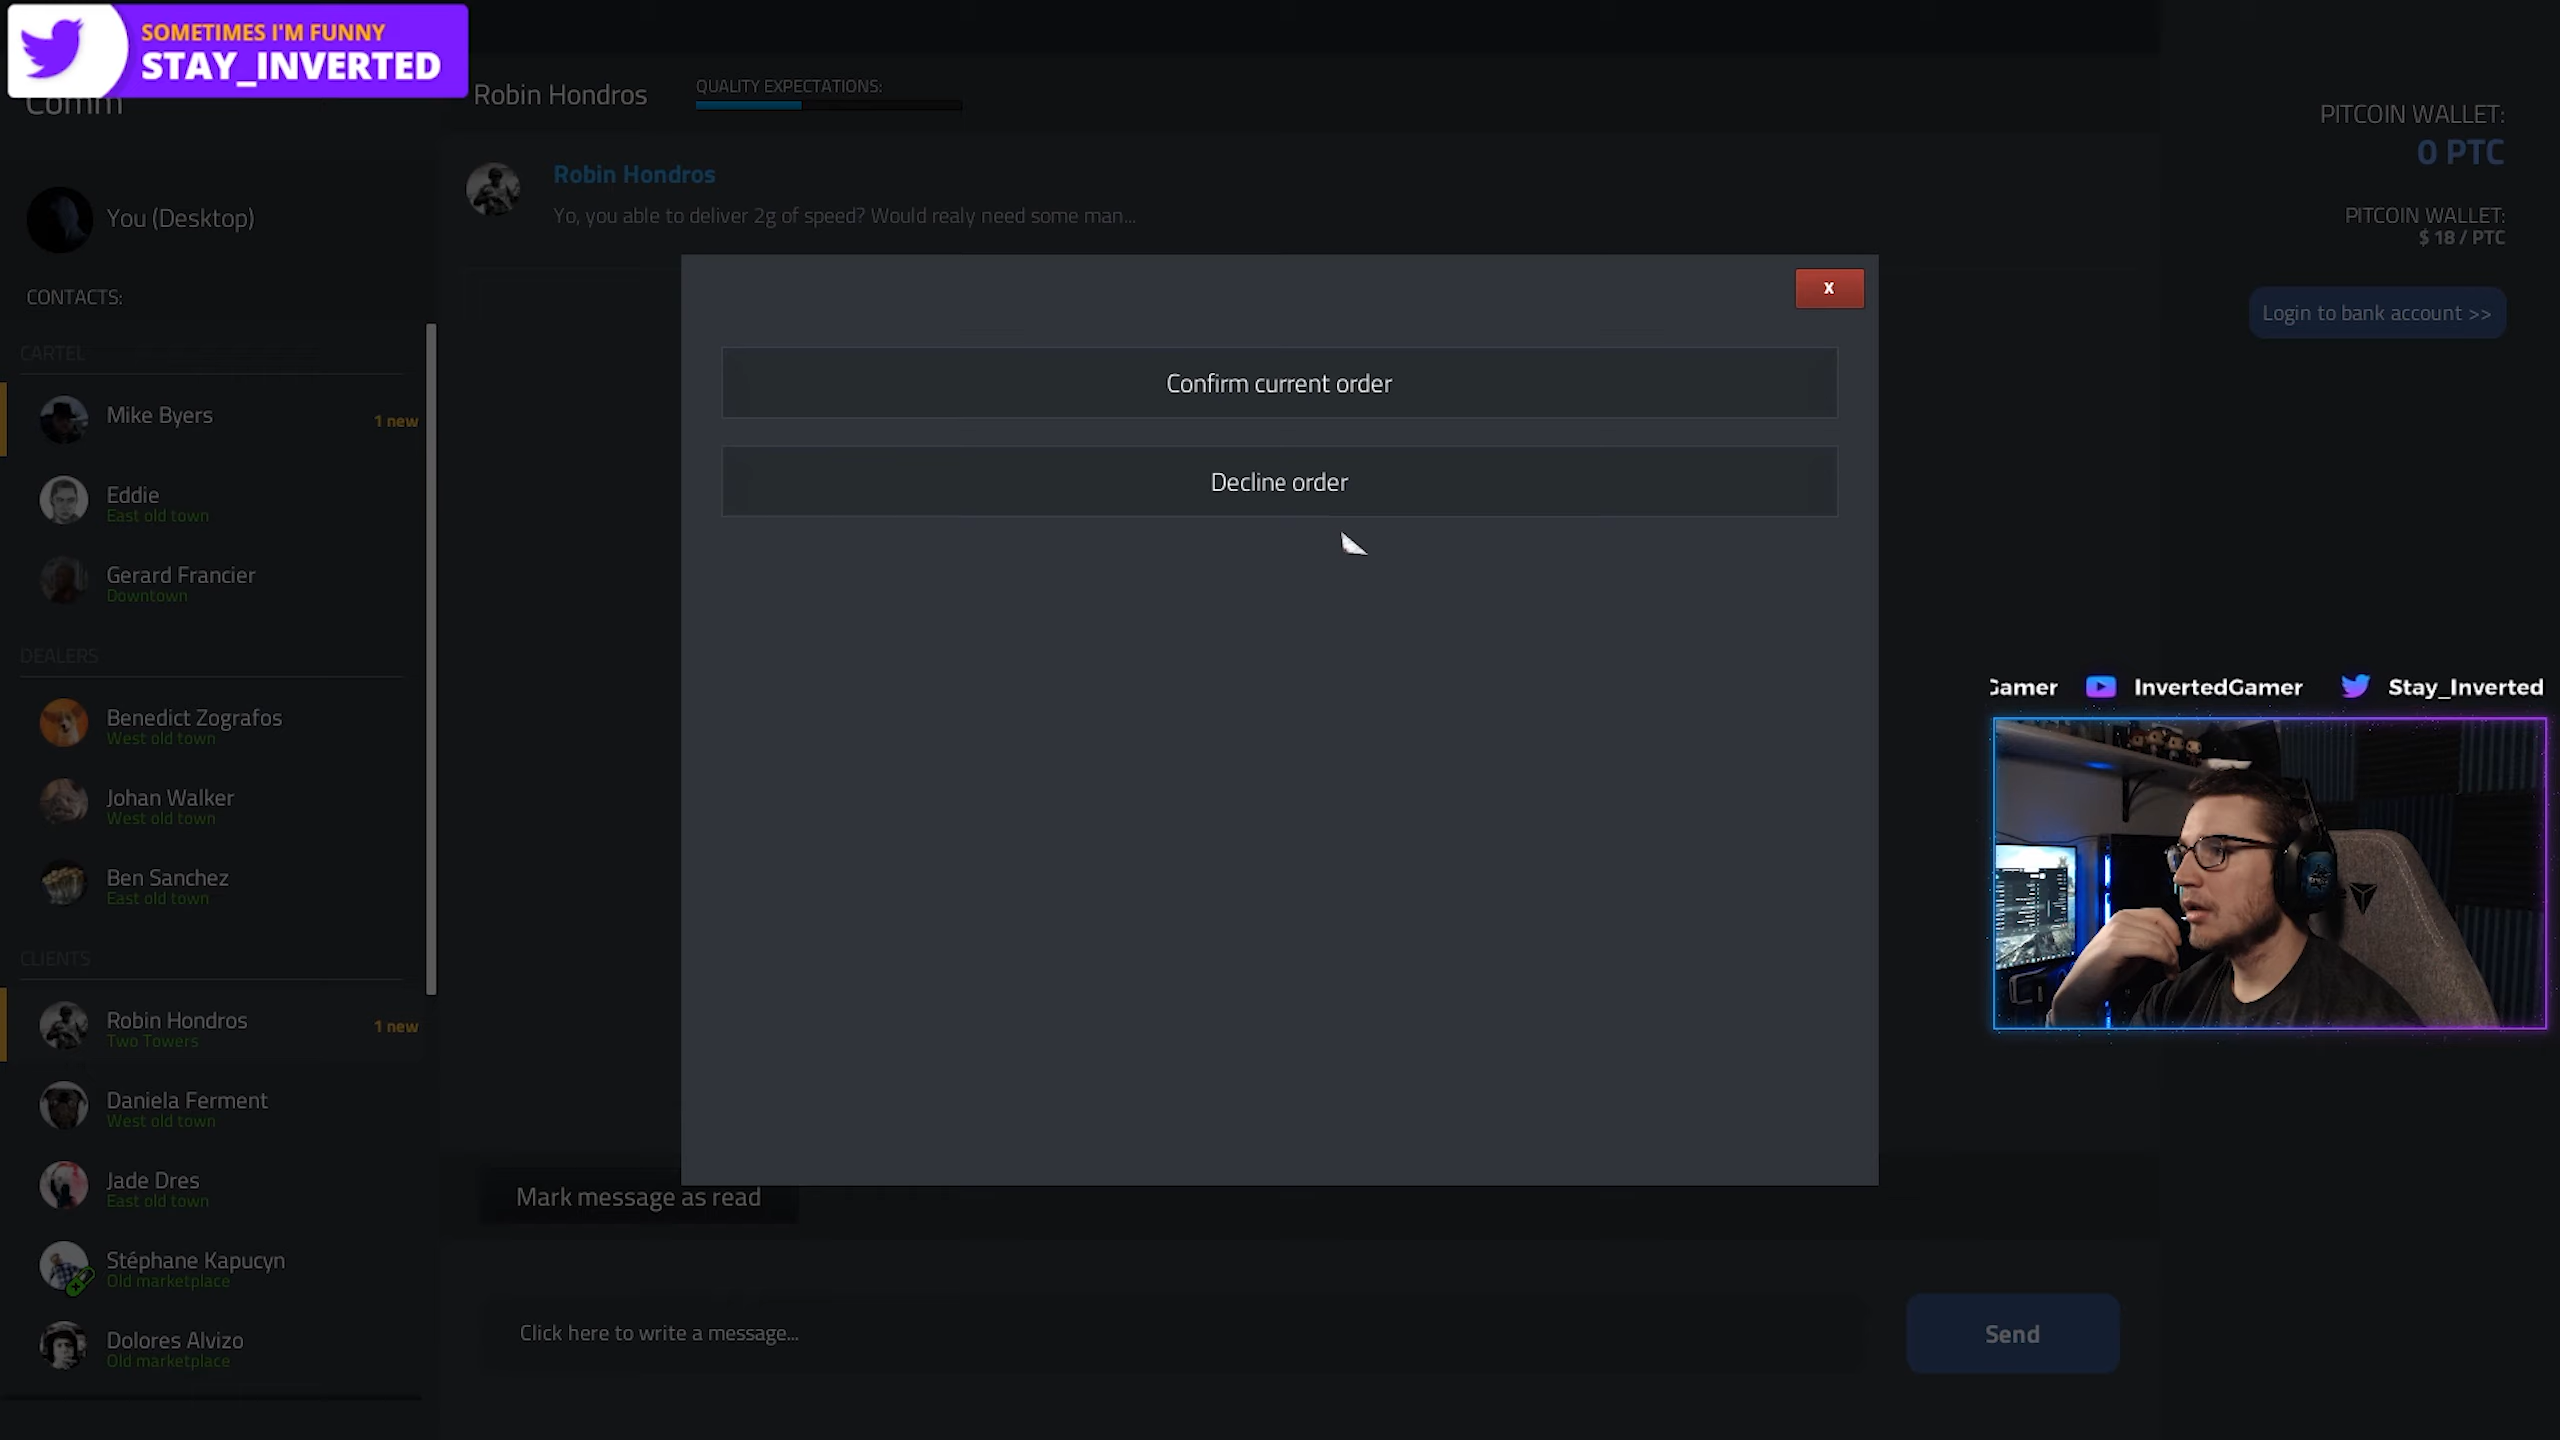 SOMETIMES I'M FUNNY
STAY_INVERTED
Comm
You (Desktop)
CONTACTS:
CARTEL
Mike Byers
1 new
Eddie
East old town
Gerard Francier
Downtown
DEALERS
Benedict Zografos
West old town
Johan Walker
West old town
Ben Sanchez
East old town
CLIENTS
Robin Hondros
1 new
Two Towers
Daniela Ferment
West old town
Jade Dres
East old town
Stéphane Kapucyn
Old marketplace
Dolores Alvizo
Old marketplace
Robin Hondros
QUALITY EXPECTATIONS:
Robin Hondros
Yo, you able to deliver 2g of speed? Would realy need some man...
x
Confirm current order
Decline order
Mark message as read
Click here to write a message...
Send
PITCOIN WALLET:
0 PTC
PITCOIN WALLET:
$ 18 / PTC
Login to bank account >>
Gamer InvertedGamer Stay_Inverted